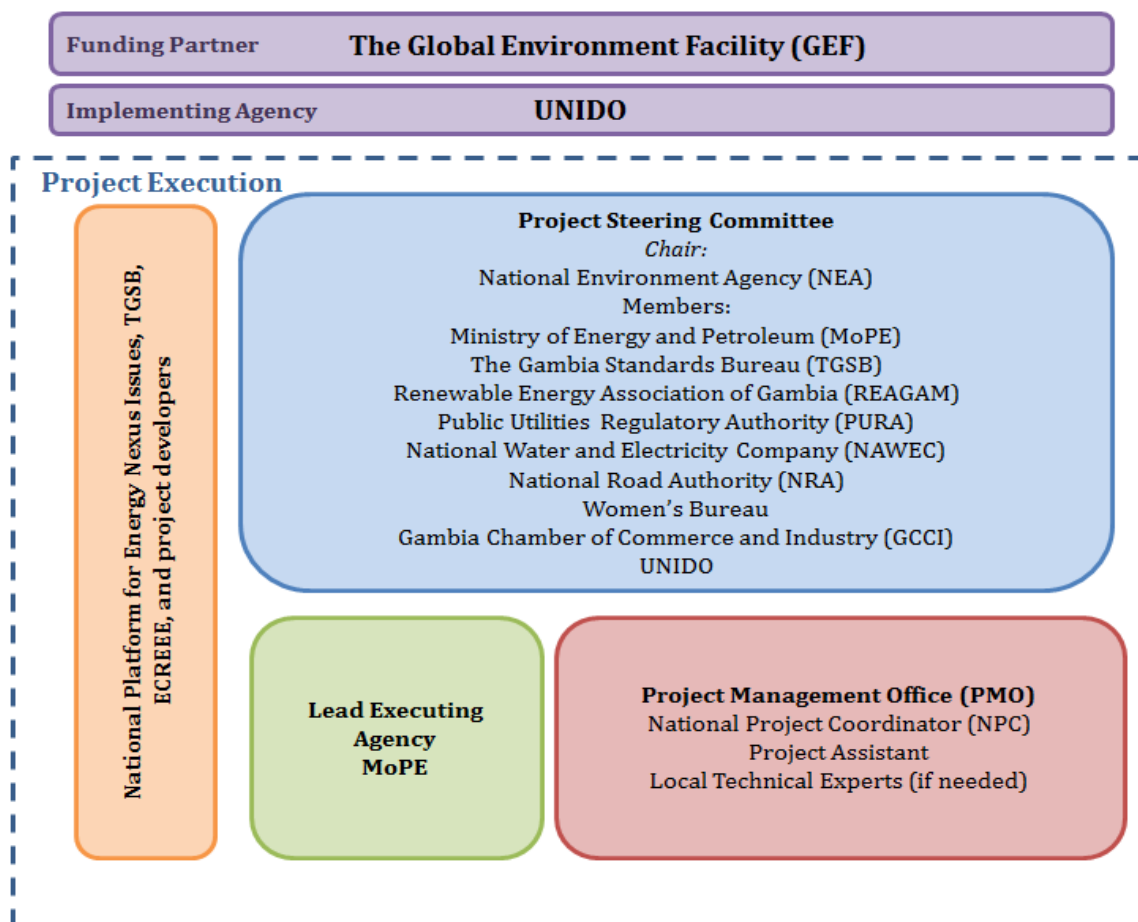 Funding Partner The Global Environment Facility (GEF)
Implementing Agency UNIDO
Project Execution
National Platform for Energy Nexus Issues, TGSB,
ECREEE, and project developers
Project Steering Committee
Chair:
National Environment Agency (NEA)
Members:
Ministry of Energy and Petroleum (MoPE)
The Gambia Standards Bureau (TGSB)
Renewable Energy Association of Gambia (REAGAM)
Public Utilities Regulatory Authority (PURA)
National Water and Electricity Company (NAWEC)
National Road Authority (NRA)
Women's Bureau
Gambia Chamber of Commerce and Industry (GCCI)
UNIDO
Lead Executing
Agency
MoPE
Project Management Office (PMO)
National Project Coordinator (NPC)
Project Assistant
Local Technical Experts (if needed)